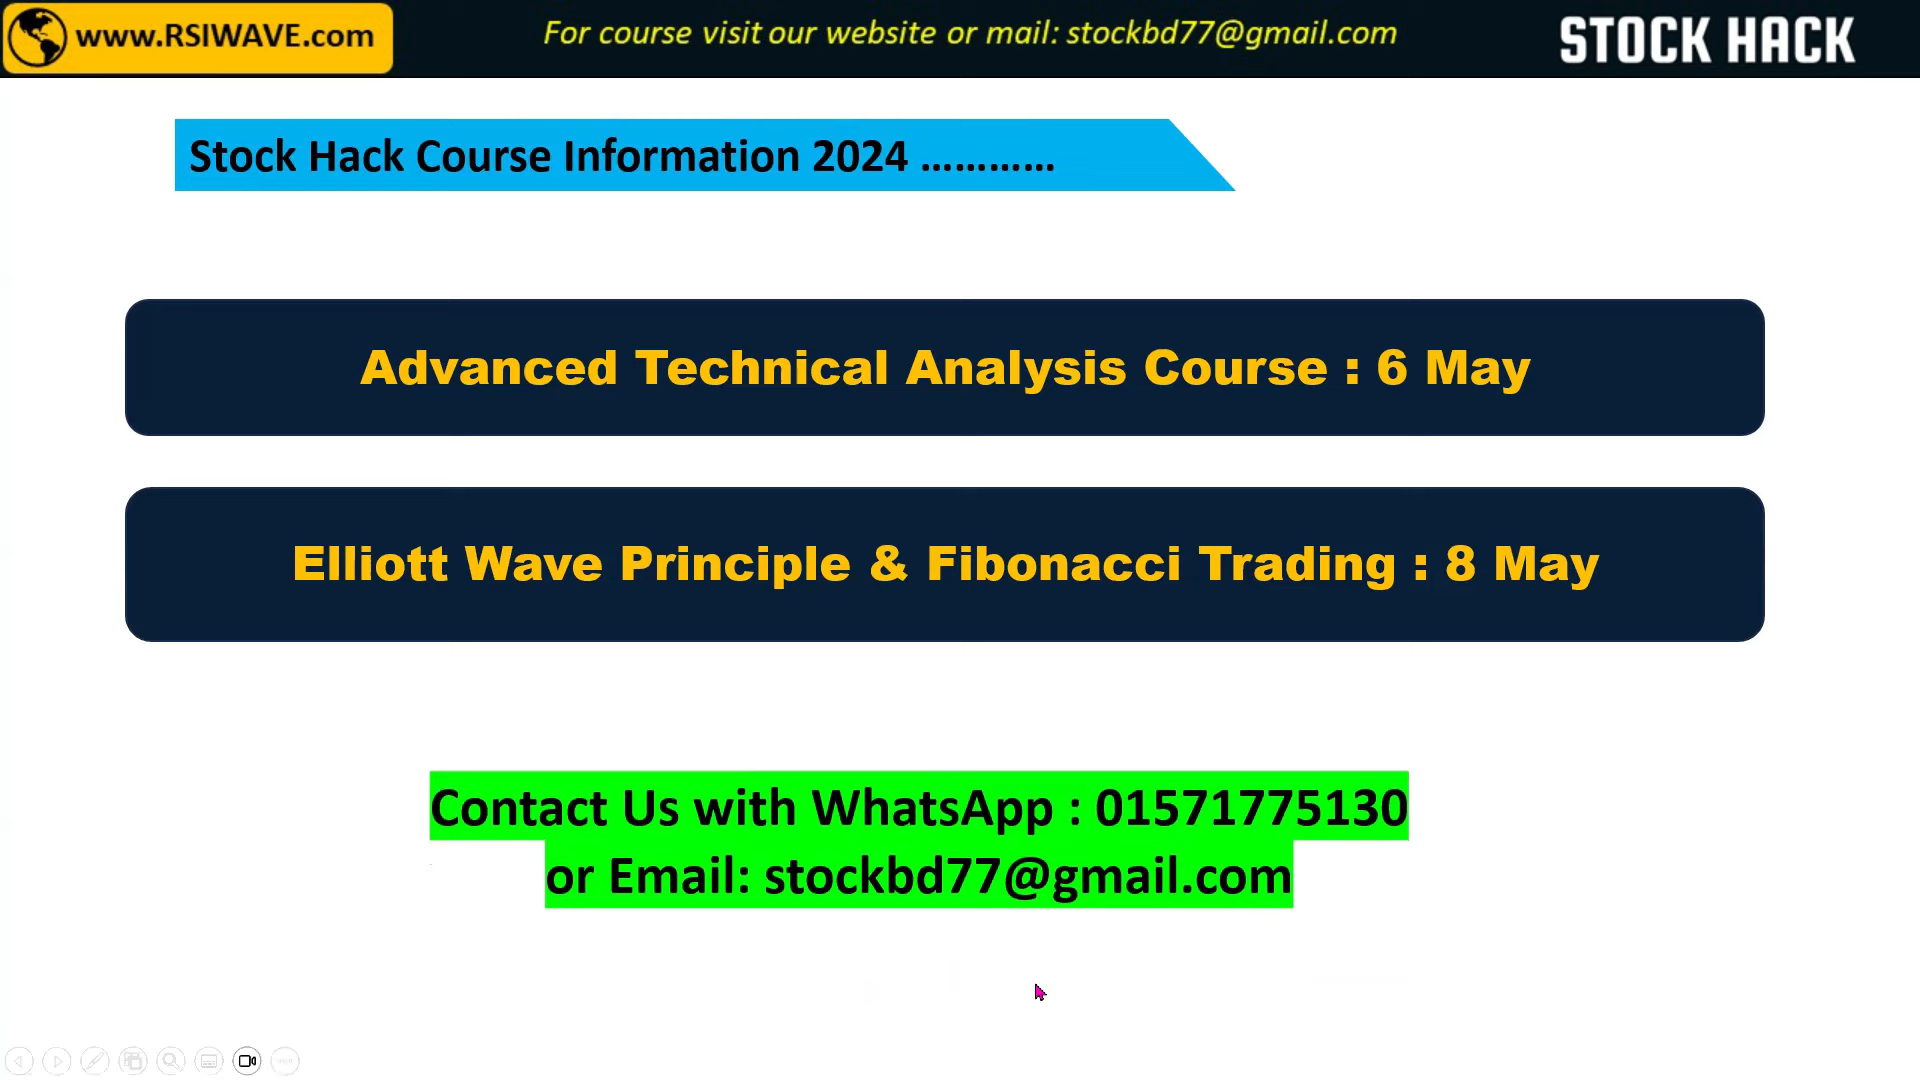 www.RSIWAVE.com
For course visit our website or mail: stockbd77@gmail.com
STOCK HACK
Stock Hack Course Information 2024 …………
Advanced Technical Analysis Course : 6 May
Elliott Wave Principle & Fibonacci Trading : 8 May
Contact Us with WhatsApp : 01571775130
or Email: stockbd77@gmail.com